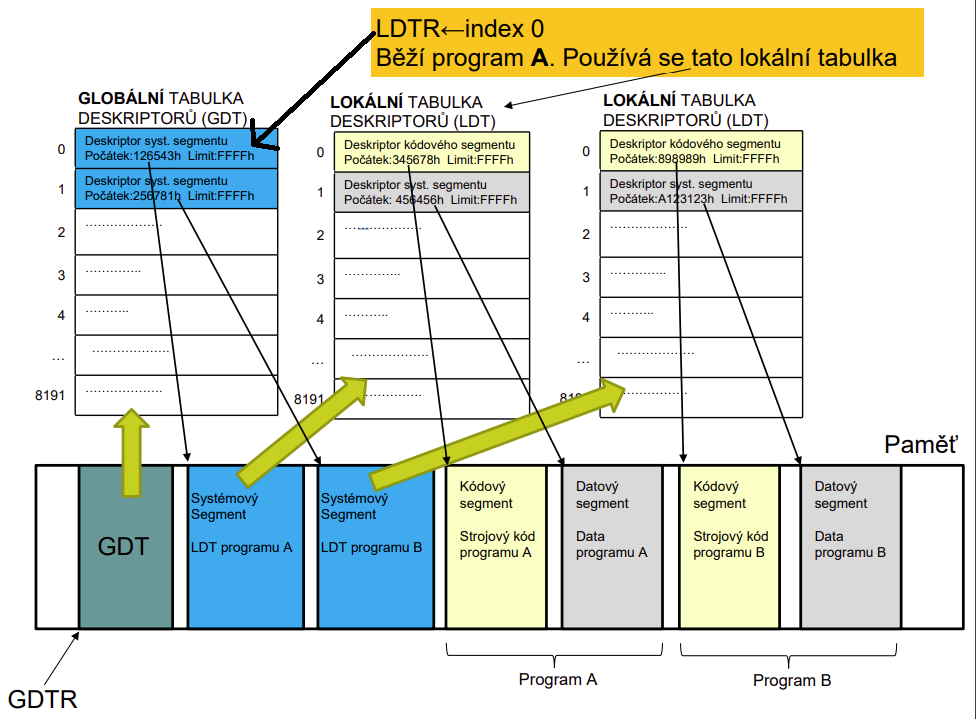 LDTR←index 0
Běží program A. Používá se tato lokální tabulka
GLOBÁLNÍ TABULKA
DESKRIPTORŮ (GDT)
0
Deskriptor syst. segmentu
Počátek:126543h Limit:FFFFh
1
Deskriptor syst. segmentu
Počátek:256781h Limit:FFFFh
2
....................
3
..............
4
...........
...
....................
8191
....................
LOKÁLNÍ TABULKA
DESKRIPTORŮ (LDT)
0
Deskriptor kódového segmentu
Počátek:345678h Limit:FFFFh
1
Deskriptor syst. segmentu
Počátek: 456456h Limit:FFFFh
2
....................
3
..............
4
...........
...
....................
8191
....................
LOKÁLNÍ TABULKA
DESKRIPTORŮ (LDT)
0
Deskriptor kódového segmentu
Počátek:898989h Limit:FFFFh
1
Deskriptor syst. segmentu
Počátek:A123123h Limit:FFFFh
2
....................
3
..............
4
...........
...
....................
....................
Paměť
GDT
Systémový
Segment
LDT programu A
Systémový
Segment
LDT programu B
Kódový
segment
Strojový kód
programu A
Datový
segment
Data
programu A
Kódový
segment
Strojový kód
programu B
Datový
segment
Data
programu B
GDTR
Program A
Program B